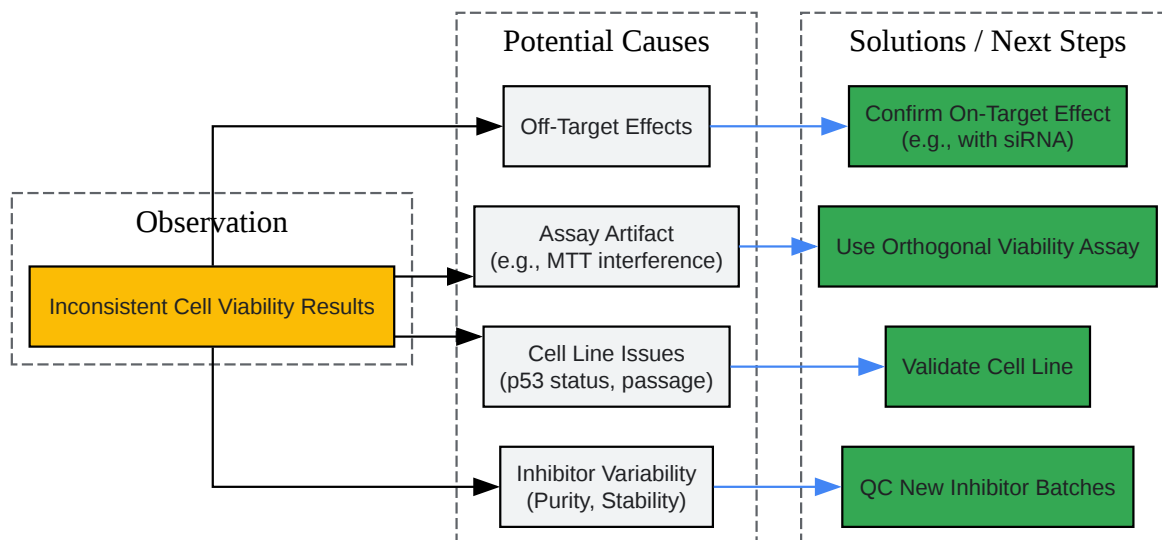 Observation
Inconsistent Cell Viability Results
Potential Causes
Off-Target Effects
Assay Artifact
(e.g., MTT interference)
Cell Line Issues
(p53 status, passage)
Inhibitor Variability
(Purity, Stability)
Solutions / Next Steps
Confirm On-Target Effect
(e.g., with siRNA)
Use Orthogonal Viability Assay
Validate Cell Line
QC New Inhibitor Batches